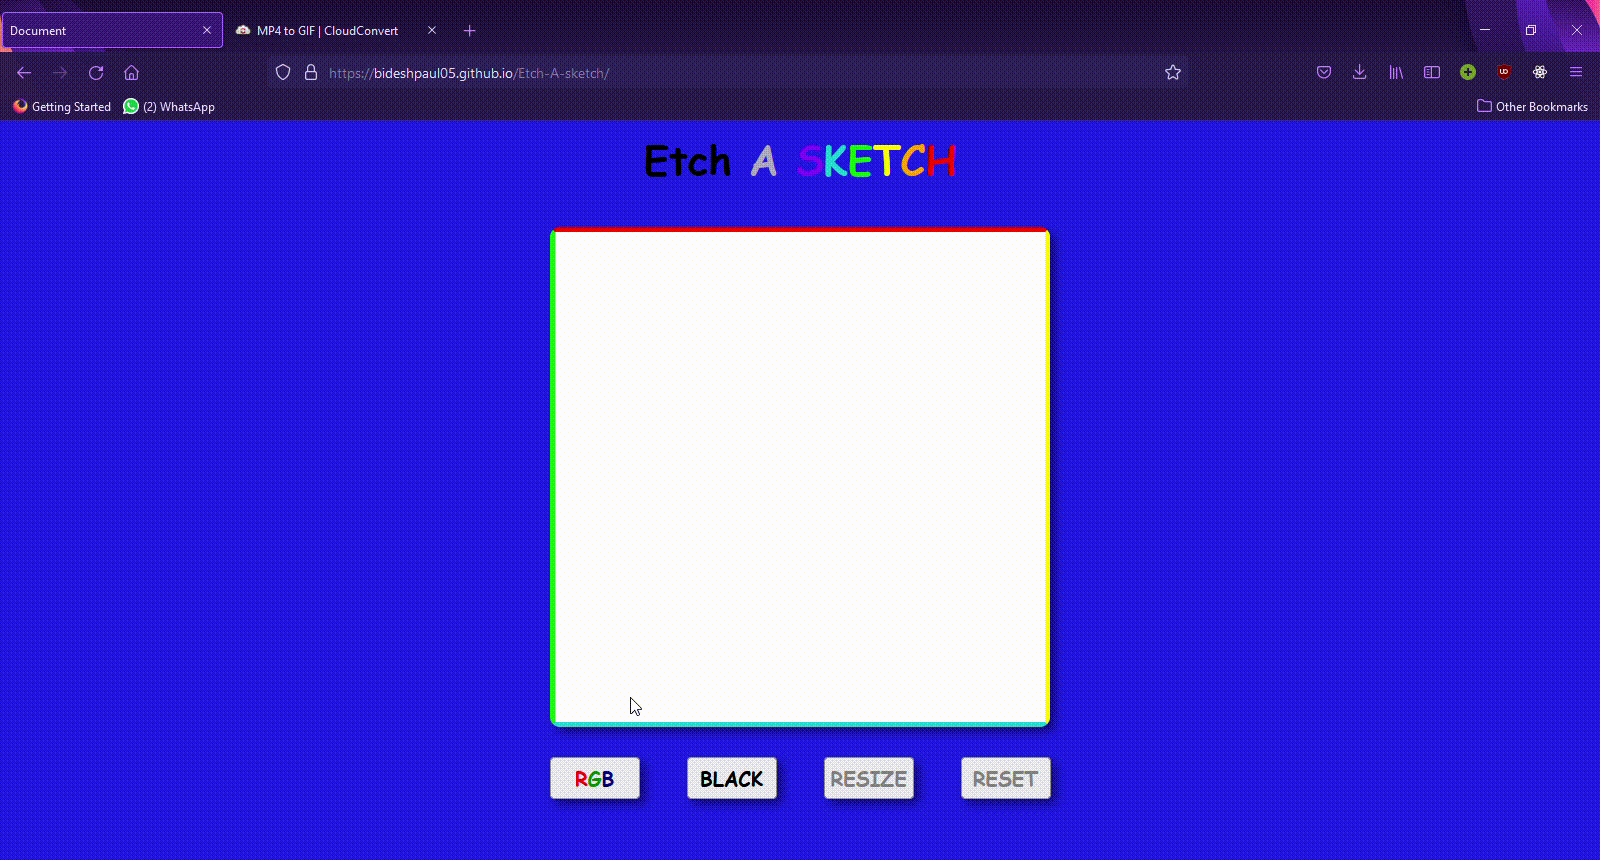 Document
MP4 to GIF | CloudConvert
https://bideshpaul05.github.io/Etch-A-sketch/
Getting Started
(2) WhatsApp
Other Bookmarks
Etch A SKETCH
RGB
BLACK
RESIZE
RESET